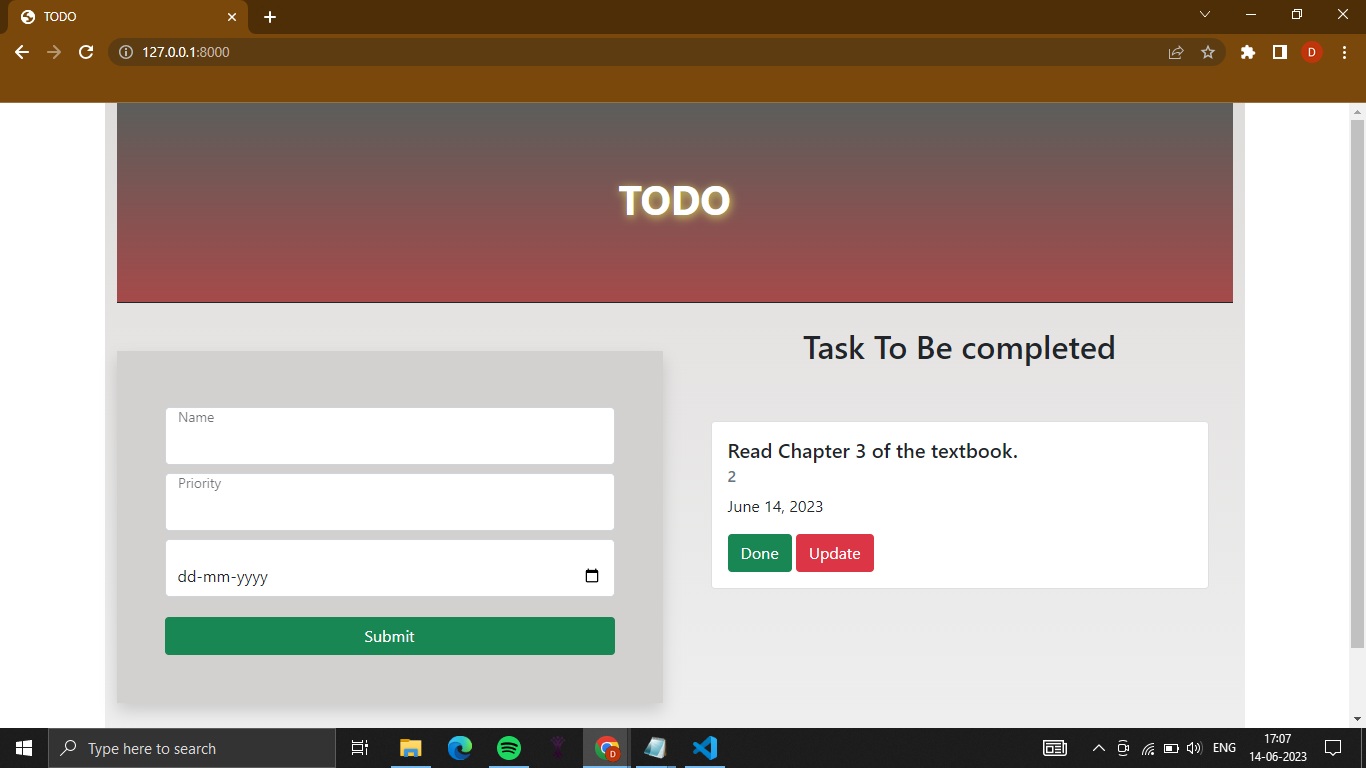 TODO
127.0.0.1:8000
D
TODO
Task To Be completed
Name
Priority
dd-mm-yyyy
Submit
Read Chapter 3 of the textbook.
2
June 14, 2023
Done Update
Type here to search
D
ENG
17:07
14-06-2023